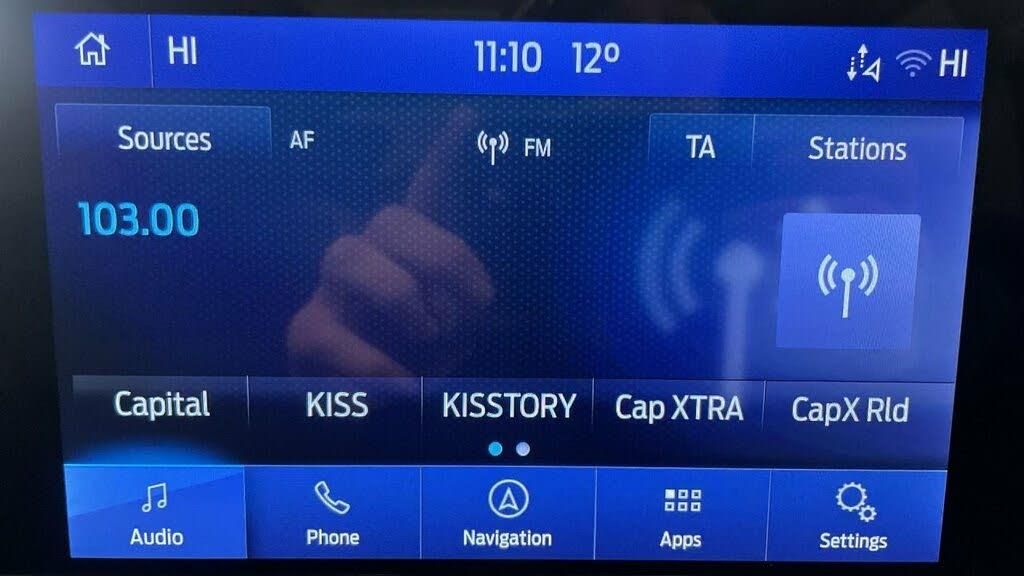 HI 11:10 12° HI
Sources AF FM TA Stations
103.00
Capital KISS KISSTORY Cap XTRA CapX Rld
Audio Phone Navigation Apps Settings